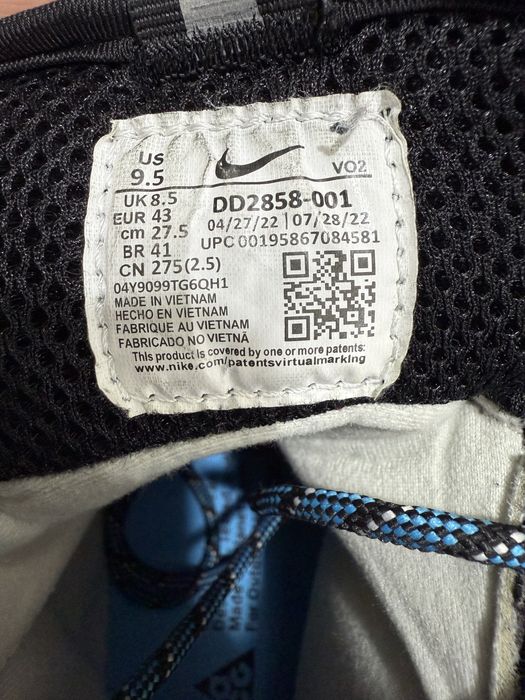 US
9.5
VO2
UK 8.5
EUR 43
cm 27.5
BR 41
CN 275(2.5)
DD2858-001
04/27/22 | 07/28/22
UPC 00195867084581
04Y9099TG6QH1
MADE IN VIETNAM
HECHO EN VIETNAM
FABRIQUE AU VIETNAM
FABRICADO NO VIETNÃ
This product is covered by one or more patents:
www.nike.com/patentsvirtualmarking